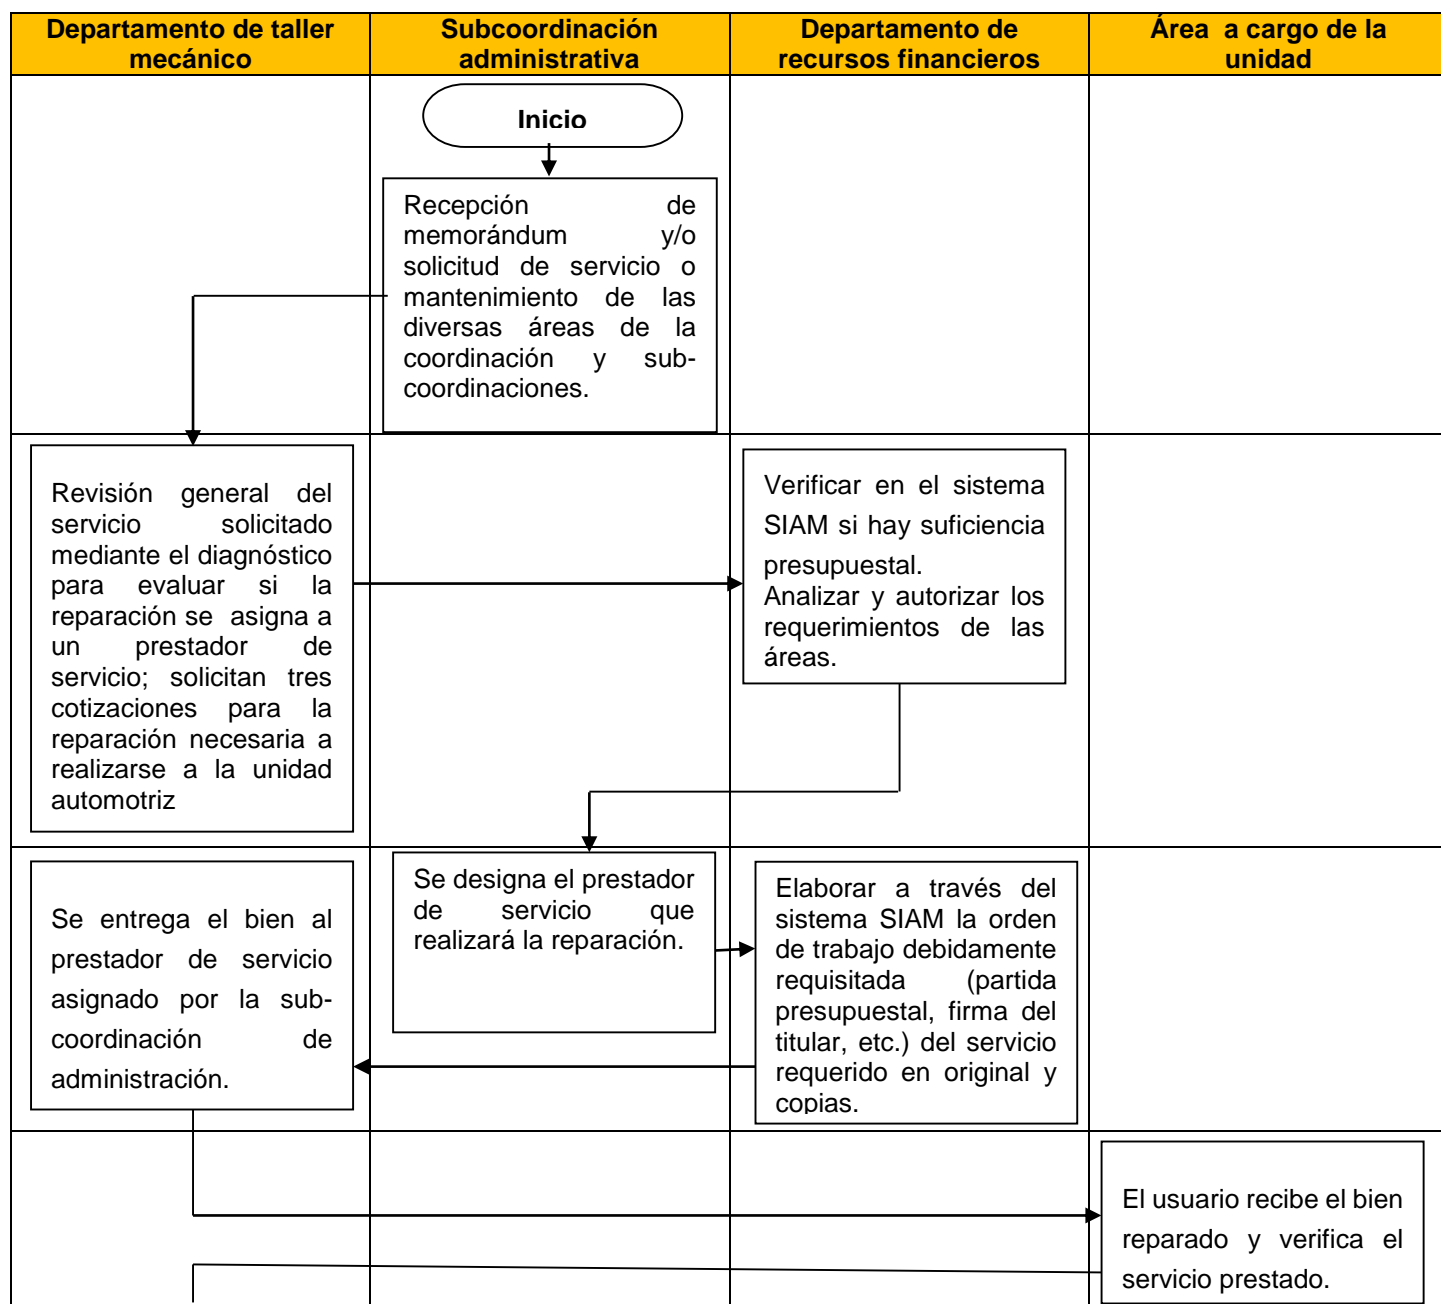 Departamento de taller
mecánico
Subcoordinación
administrativa
Departamento de
recursos financieros
Área  a cargo de la
unidad
Inicio
Recepción de
memorándum y/o
solicitud de servicio o
mantenimiento de las
diversas áreas de la
coordinación y sub-
coordinaciones.
Revisión general del
servicio solicitado
mediante el diagnóstico
para evaluar si la
reparación se  asigna a
un prestador de
servicio; solicitan tres
cotizaciones para la
reparación necesaria a
realizarse a la unidad
automotriz
Verificar en el sistema
SIAM si hay suficiencia
presupuestal.
Analizar y autorizar los
requerimientos de las
áreas.
Se designa el prestador
de servicio que
realizará la reparación.
Elaborar a través del
sistema SIAM la orden
de trabajo debidamente
requisitada (partida
presupuestal, firma del
titular, etc.) del servicio
requerido en original y
copias.
Se entrega el bien al
prestador de servicio
asignado por la sub-
coordinación de
administración.
El usuario recibe el bien
reparado y verifica el
servicio prestado.